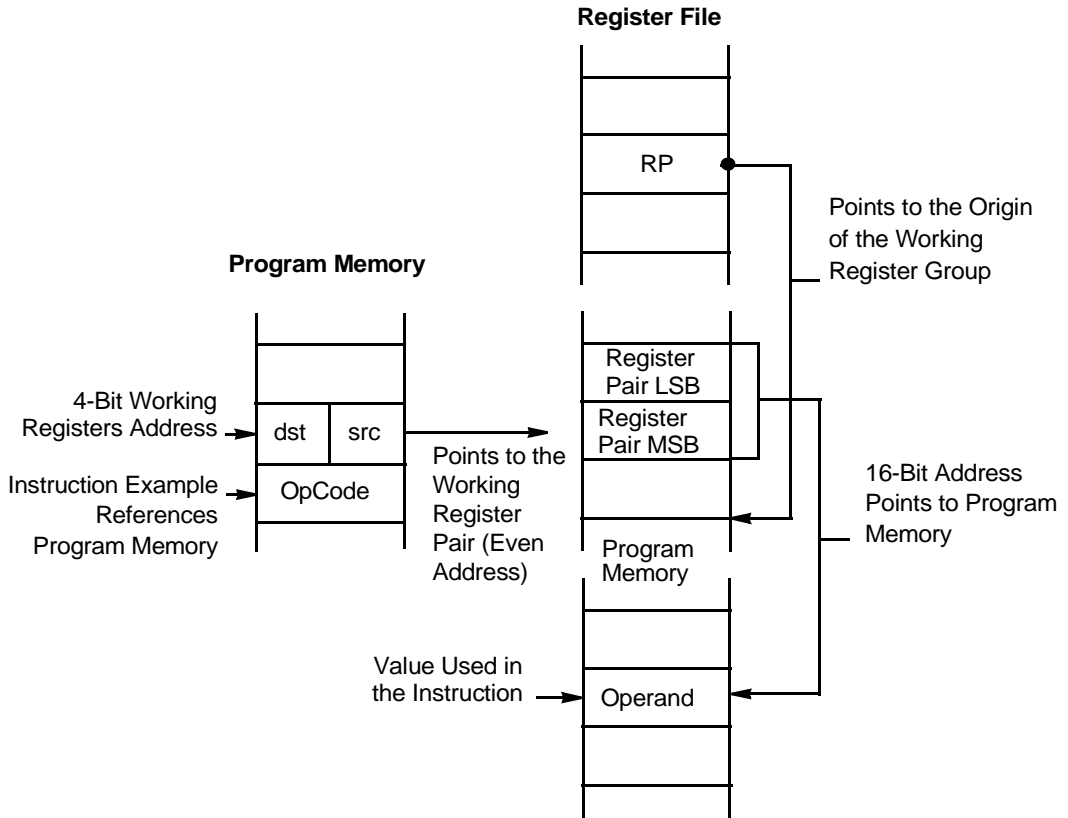 Register File
RP
Points to the Origin
of the Working
Register Group
Program Memory
Register
Pair LSB
4-Bit Working
Registers Address
dst
src
Register
Pair MSB
Points to the
Working
Register
Pair (Even
Address)
Instruction Example
References
Program Memory
OpCode
16-Bit Address
Points to Program
Memory
Program
Memory
Value Used in
the Instruction
Operand